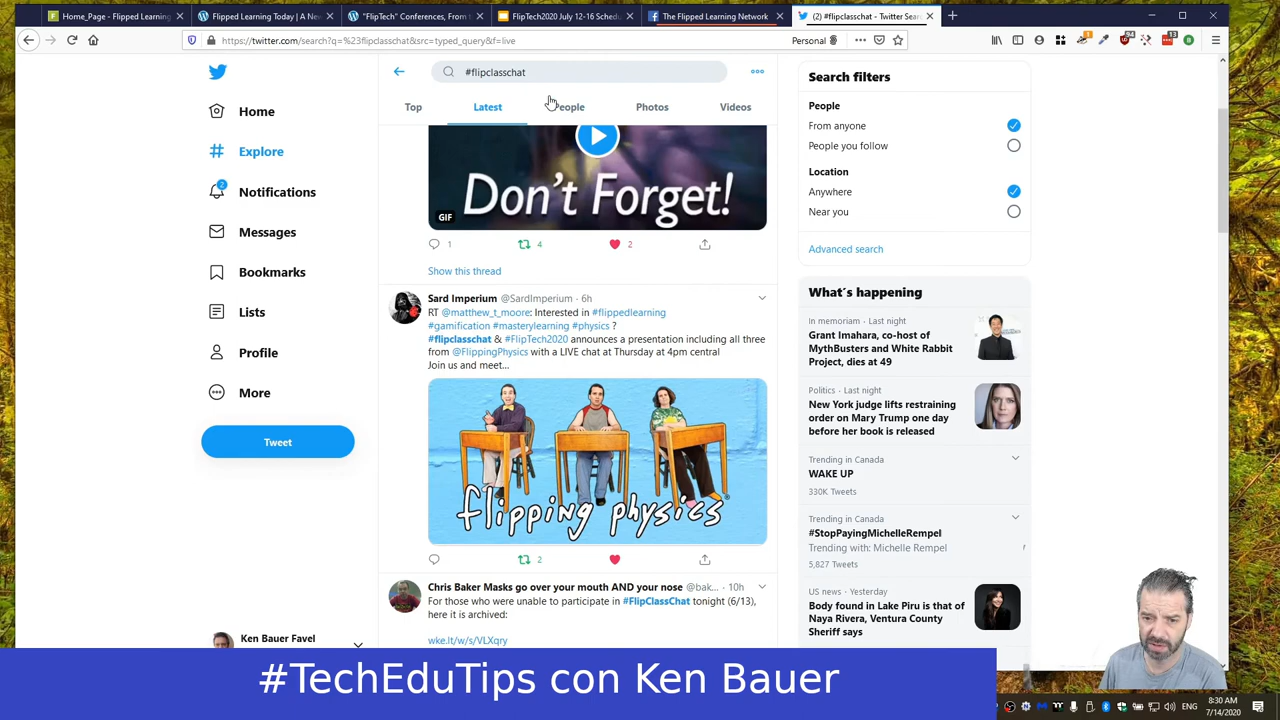 Home_Page - Flipped Learning
Flipped Learning Today | A New
"FlipTech" Conferences, From t
FlipTech2020 July 12-16 Schedu
The Flipped Learning Network
(2) #flipclasschat - Twitter Sear
https://twitter.com/search?q=%23flipclasschat&src=typed_query&f=live
Personal
1
94
13
#flipclasschat
Top
Latest
People
Photos
Videos
Home
Explore
2
Notifications
Messages
Bookmarks
Lists
Profile
More
Tweet
Ken Bauer Favel
Don't Forget!
GIF
1
4
2
Show this thread
Sard Imperium @SardImperium · 6h
RT @matthew_t_moore: Interested in #flippedlearning
#gamification #masterylearning #physics ?
#flipclasschat & #FlipTech2020 announces a presentation including all three
from @FlippingPhysics with a LIVE chat at Thursday at 4pm central
Join us and meet...
flipping physics®
2
Chris Baker Masks go over your mouth AND your nose @bak... · 10h
For those who were unable to participate in #FlipClassChat tonight (6/13),
here it is archived:
wke.lt/w/s/VLXqry
Search filters
People
From anyone
People you follow
Location
Anywhere
Near you
Advanced search
What´s happening
In memoriam · Last night
Grant Imahara, co-host of
MythBusters and White Rabbit
Project, dies at 49
Politics · Last night
New York judge lifts restraining
order on Mary Trump one day
before her book is released
Trending in Canada
WAKE UP
330K Tweets
Trending in Canada
#StopPayingMichelleRempel
Trending with: Michelle Rempel
5,827 Tweets
US news · Yesterday
Body found in Lake Piru is that of
Naya Rivera, Ventura County
Sheriff says
#TechEduTips con Ken Bauer
ENG
8:30 AM
7/14/2020